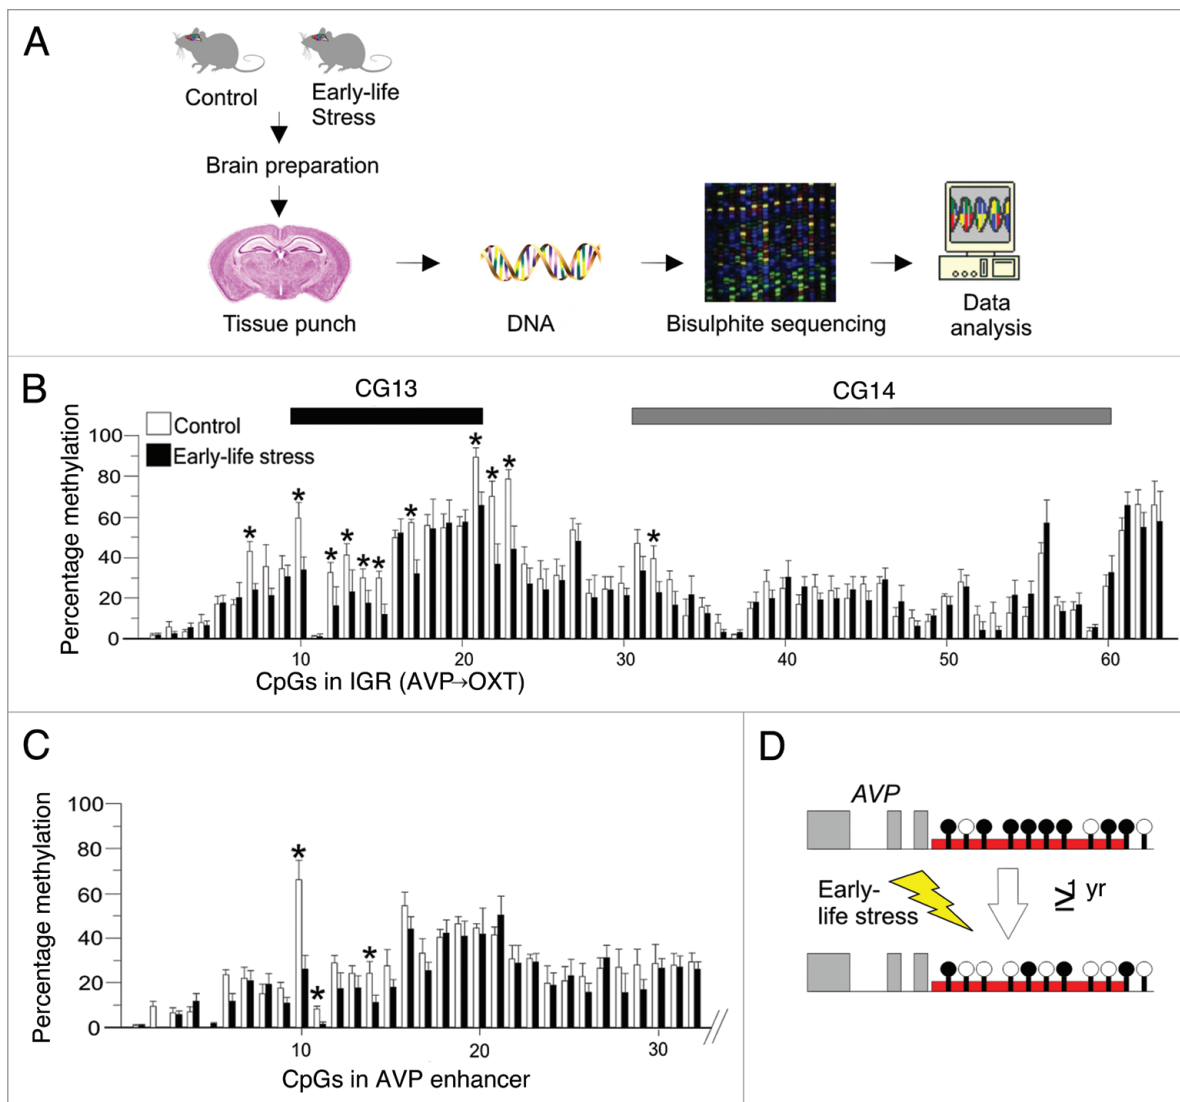 A
Control
Early-life
Stress
Brain preparation
Tissue punch
DNA
Bisulphite sequencing
Data
analysis
B
CG13
CG14
Control
Early-life stress
Percentage methylation
100
80
60
40
20
0
* * * * * * * * * * *
10 20 30 40 50 60
CpGs in IGR (AVP→OXT)
C
Percentage methylation
100
80
60
40
20
0
* * *
10 20 30
//
CpGs in AVP enhancer
D
AVP
Early-
life stress
≥1 yr